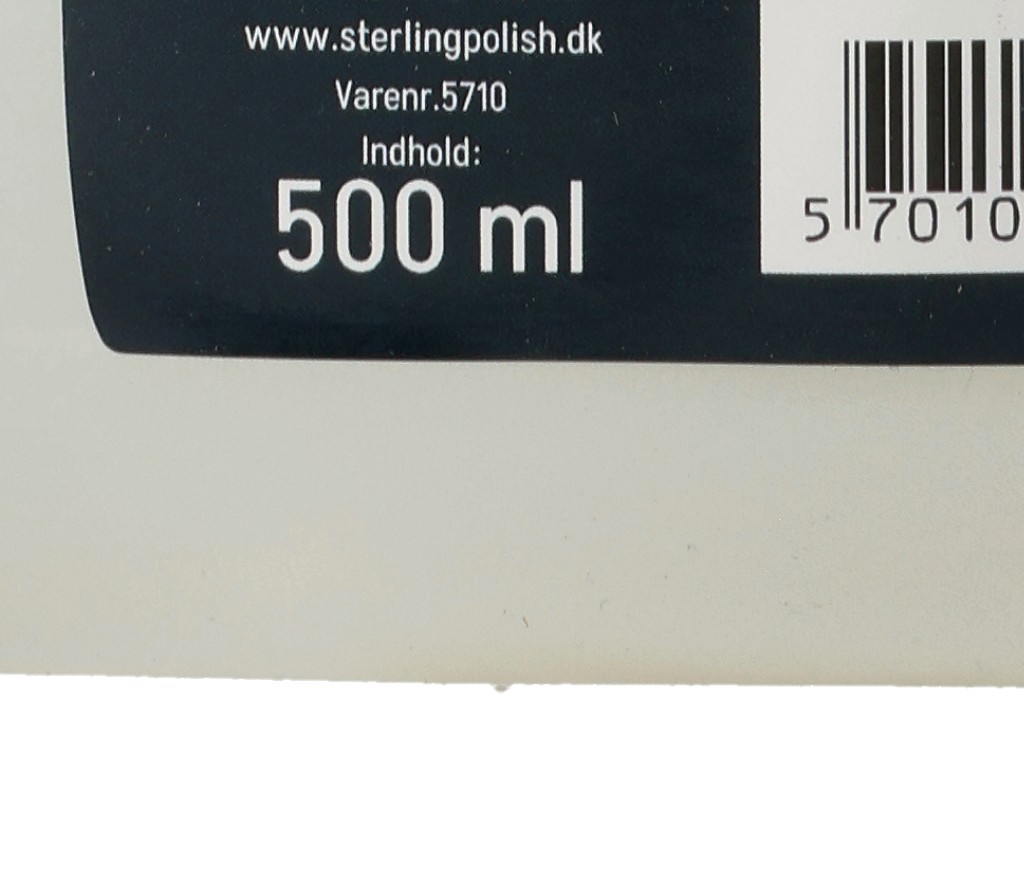 www.sterlingpolish.dk
Varenr.5710
Indhold:
500 ml
5 7010